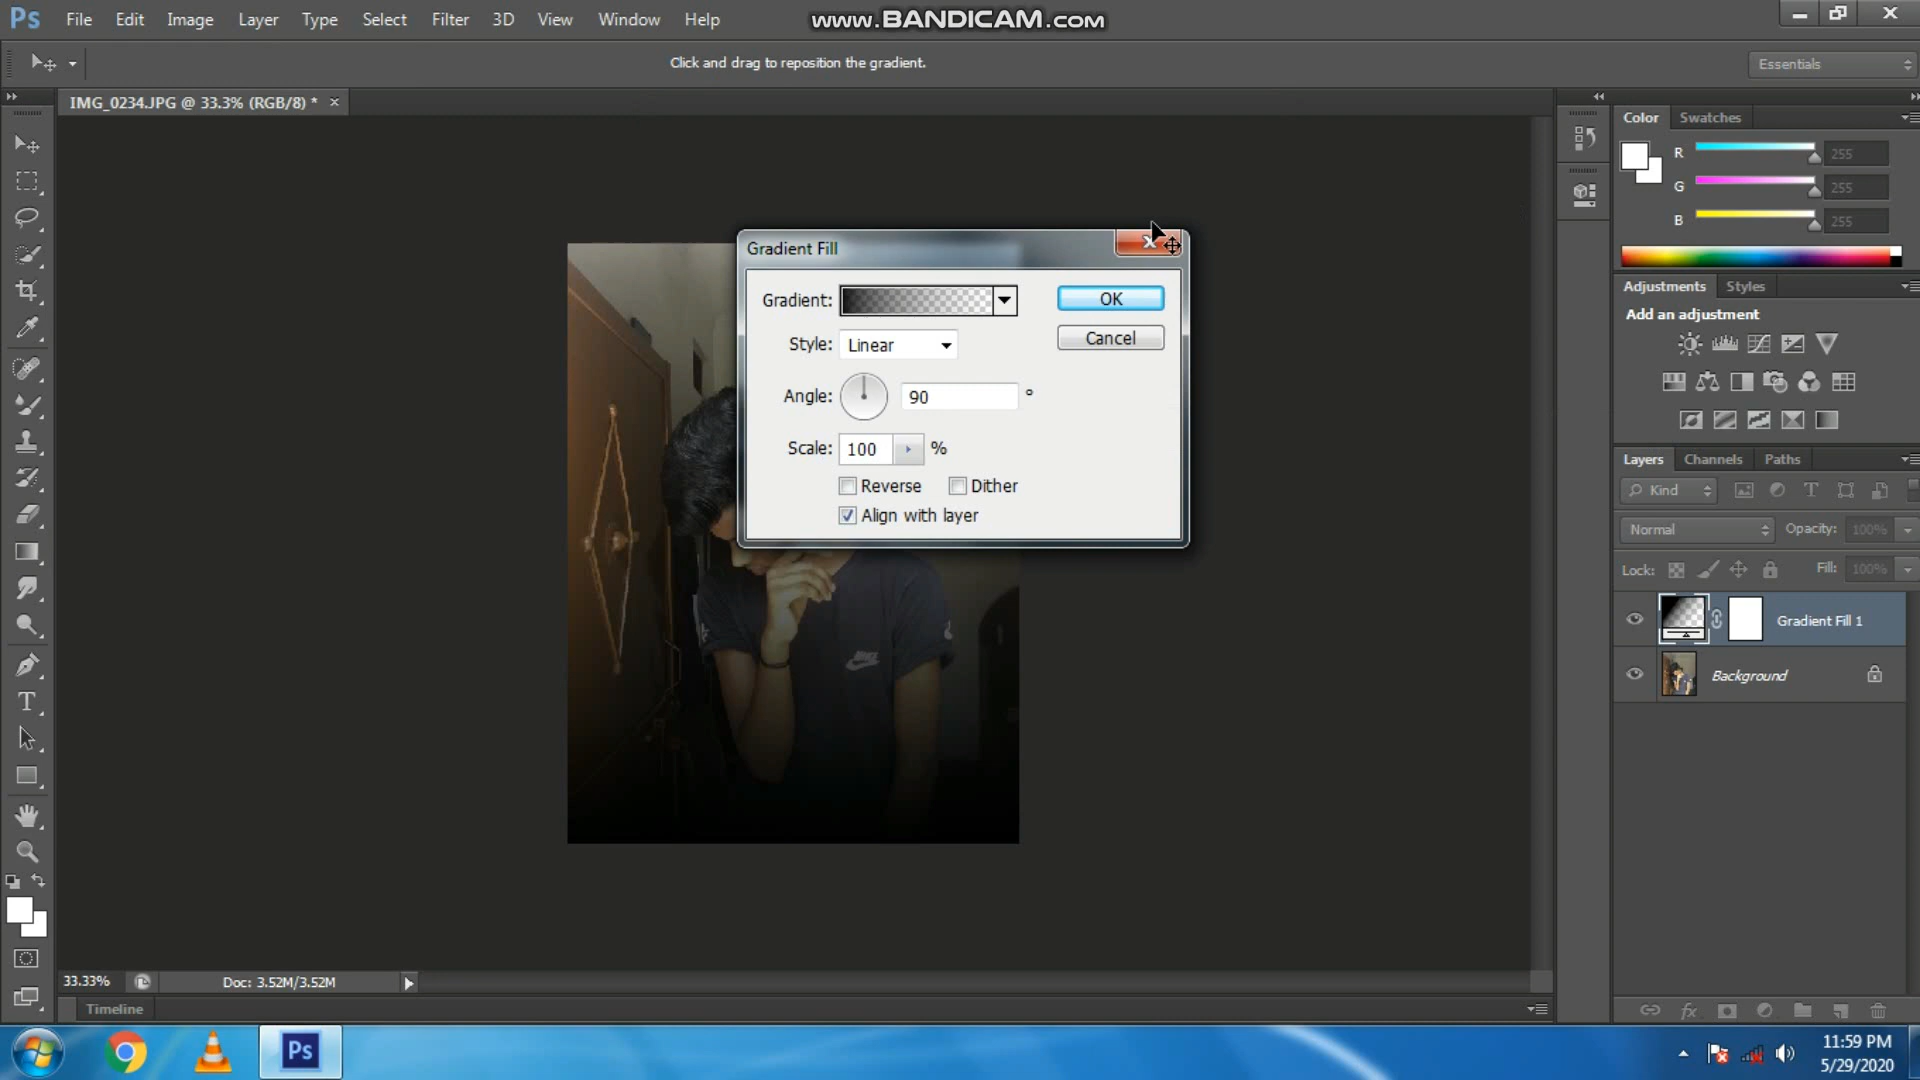 Ps File Edit Image Layer Type Select Filter 3D View Window Help www.BANDICAM.com
Click and drag to reposition the gradient. Essentials
IMG_0234.JPG @ 33.3% (RGB/8) * ×
Color Swatches
R 255
G 255
B 255
Gradient Fill
Gradient: OK
Style: Linear Cancel
Angle: 90 °
Scale: 100 %
Reverse Dither
Align with layer
Adjustments Styles
Add an adjustment
Layers Channels Paths
Kind
Normal Opacity: 100%
Lock: Fill: 100%
Gradient Fill 1
Background
33.33% Doc: 3.52M/3.52M
Timeline
Ps
11:59 PM
5/29/2020